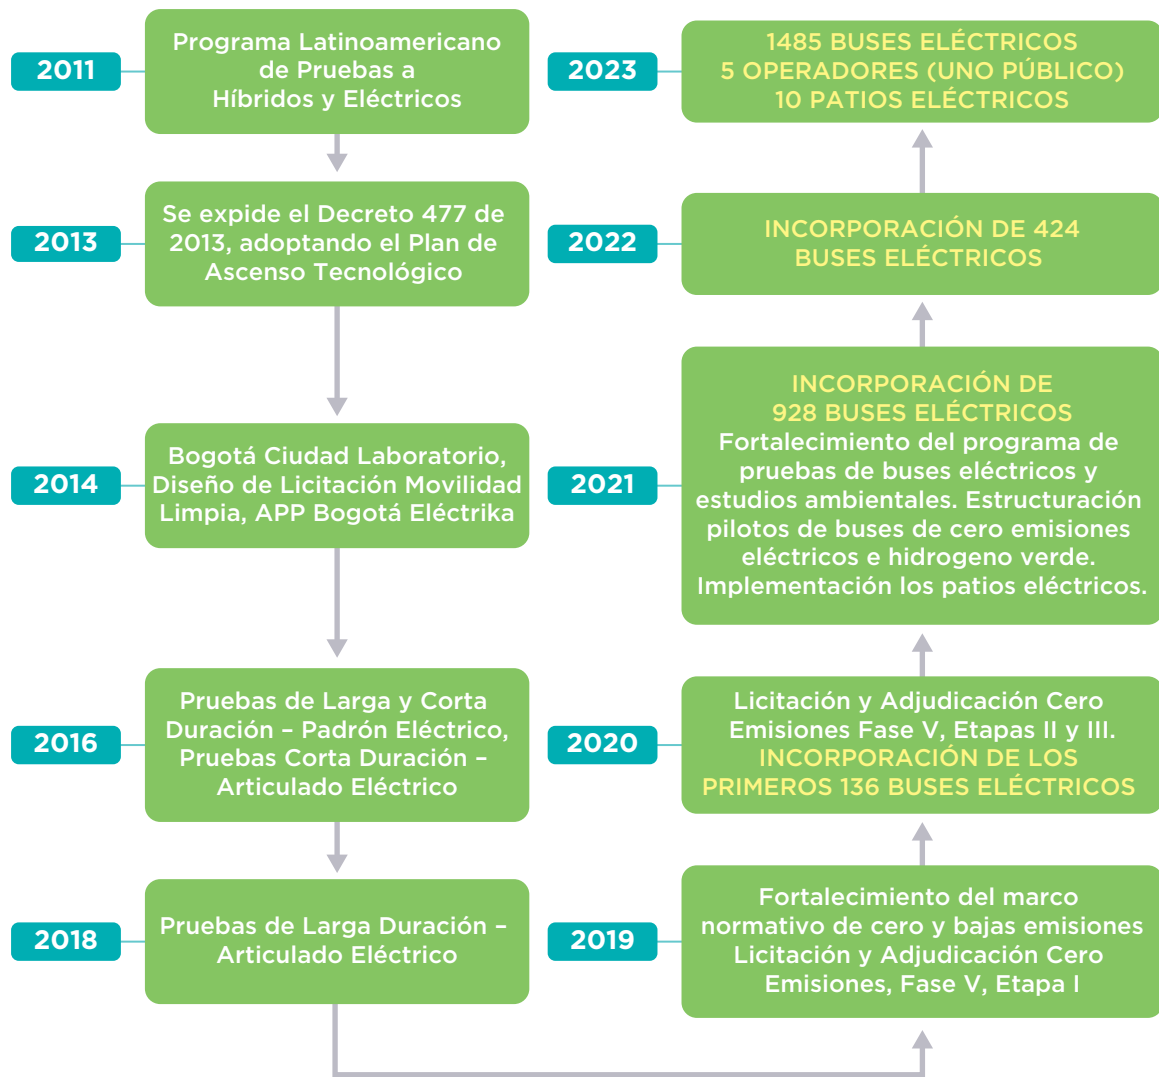 2011
Programa Latinoamericano
de Pruebas a
Híbridos y Eléctricos
2013
Se expide el Decreto 477 de
2013, adoptando el Plan de
Ascenso Tecnológico
2014
Bogotá Ciudad Laboratorio,
Diseño de Licitación Movilidad
Limpia, APP Bogotá Eléctrika
2016
Pruebas de Larga y Corta
Duración – Padrón Eléctrico,
Pruebas Corta Duración –
Articulado Eléctrico
2018
Pruebas de Larga Duración –
Articulado Eléctrico
2019
Fortalecimiento del marco
normativo de cero y bajas emisiones
Licitación y Adjudicación Cero
Emisiones, Fase V, Etapa I
2020
Licitación y Adjudicación Cero
Emisiones Fase V, Etapas II y III.
INCORPORACIÓN DE LOS
PRIMEROS 136 BUSES ELÉCTRICOS
2021
INCORPORACIÓN DE
928 BUSES ELÉCTRICOS
Fortalecimiento del programa de
pruebas de buses eléctricos y
estudios ambientales. Estructuración
pilotos de buses de cero emisiones
eléctricos e hidrogeno verde.
Implementación los patios eléctricos.
2022
INCORPORACIÓN DE 424
BUSES ELÉCTRICOS
2023
1485 BUSES ELÉCTRICOS
5 OPERADORES (UNO PÚBLICO)
10 PATIOS ELÉCTRICOS